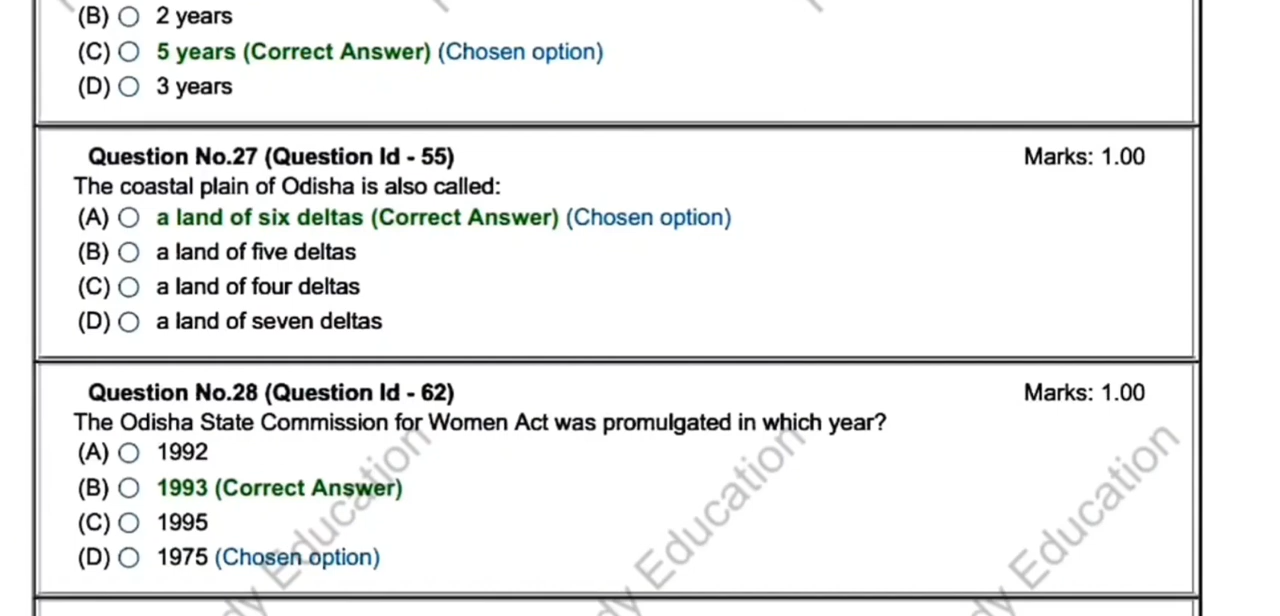 (B) 2 years
(C) 5 years (Correct Answer) (Chosen option)
(D) 3 years
Question No.27 (Question Id - 55) Marks: 1.00
The coastal plain of Odisha is also called:
(A) a land of six deltas (Correct Answer) (Chosen option)
(B) a land of five deltas
(C) a land of four deltas
(D) a land of seven deltas
Question No.28 (Question Id - 62) Marks: 1.00
The Odisha State Commission for Women Act was promulgated in which year?
(A) 1992
(B) 1993 (Correct Answer)
(C) 1995
(D) 1975 (Chosen option)
Education
Education
Education